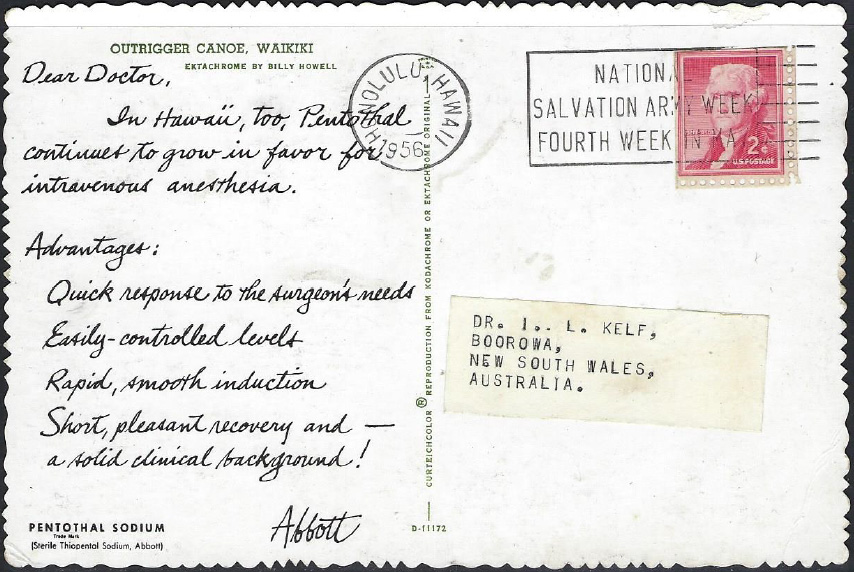 OUTRIGGER CANOE, WAIKIKI
EKTACHROME BY BILLY HOWELL
Dear Doctor,
In Hawaii, too, Pentothal
continues to grow in favor for
intravenous anesthesia.
Advantages:
Quick response to the surgeon's needs
Easily-controlled levels
Rapid, smooth induction
Short, pleasant recovery and —
a solid clinical background!
Abbott
PENTOTHAL SODIUM
Trade Mark
(Sterile Thiopental Sodium, Abbott)
CURTEICHCOLOR ® REPRODUCTION FROM KODACHROME OR EKTACHROME ORIGINAL
D-11172
HONOLULU HAWAII
1956
NATIONA
SALVATION ARMY WEEK
FOURTH WEEK IN MA
2¢
U.S. POSTAGE
DR. I.. L. KELF,
BOOROWA,
NEW SOUTH WALES,
AUSTRALIA.